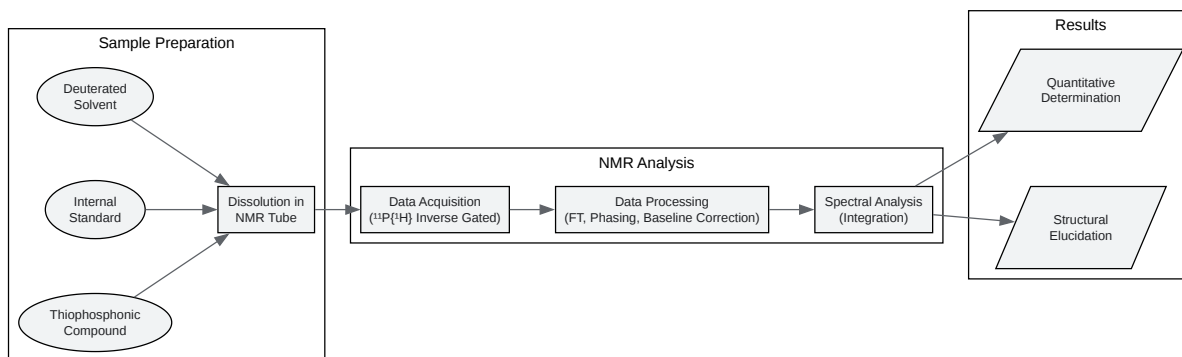 Sample Preparation
Deuterated
Solvent
Internal
Standard
Thiophosphonic
Compound
Dissolution in
NMR Tube
NMR Analysis
Data Acquisition
(¹¹P{¹H} Inverse Gated)
Data Processing
(FT, Phasing, Baseline Correction)
Spectral Analysis
(Integration)
Results
Quantitative
Determination
Structural
Elucidation